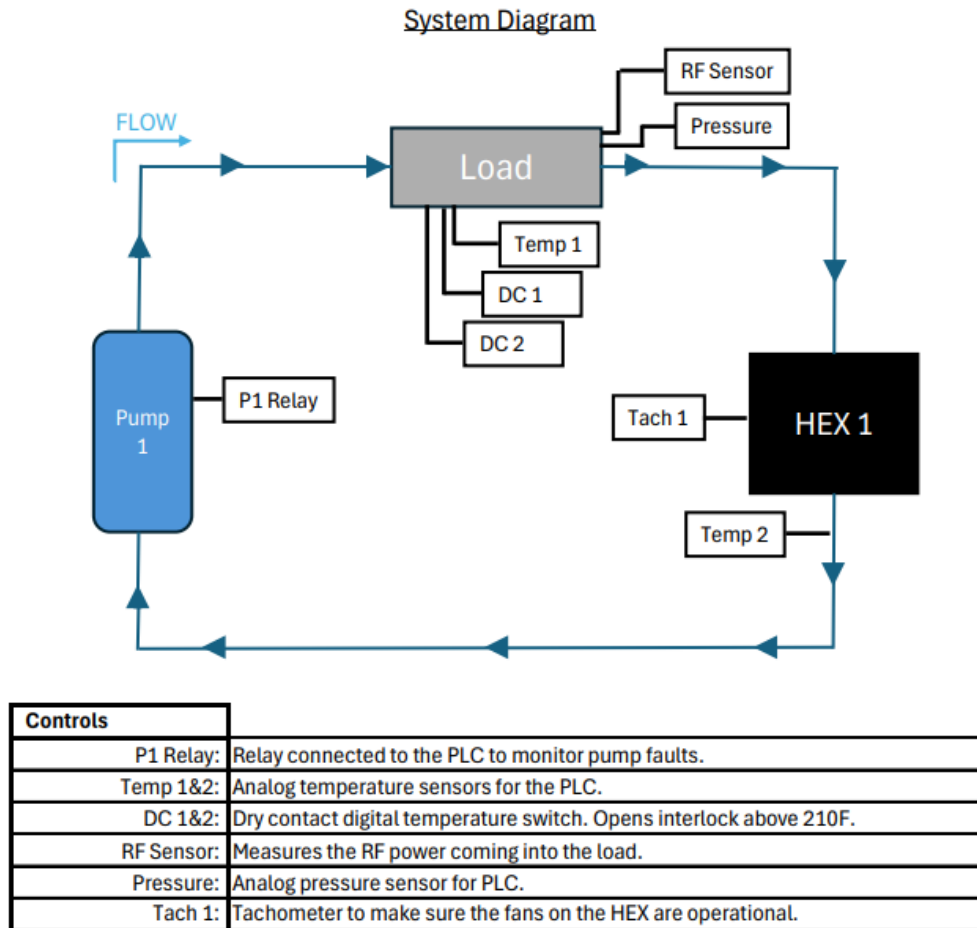 System Diagram
RF Sensor
FLOW
Pressure
Load
Temp 1
DC 1
DC 2
P1 Relay
Pump
1
Tach 1
HEX 1
Temp 2
Controls
P1 Relay: Relay connected to the PLC to monitor pump faults.
Temp 1&2: Analog temperature sensors for the PLC.
DC 1&2: Dry contact digital temperature switch. Opens interlock above 210F.
RF Sensor: Measures the RF power coming into the load.
Pressure: Analog pressure sensor for PLC.
Tach 1: Tachometer to make sure the fans on the HEX are operational.